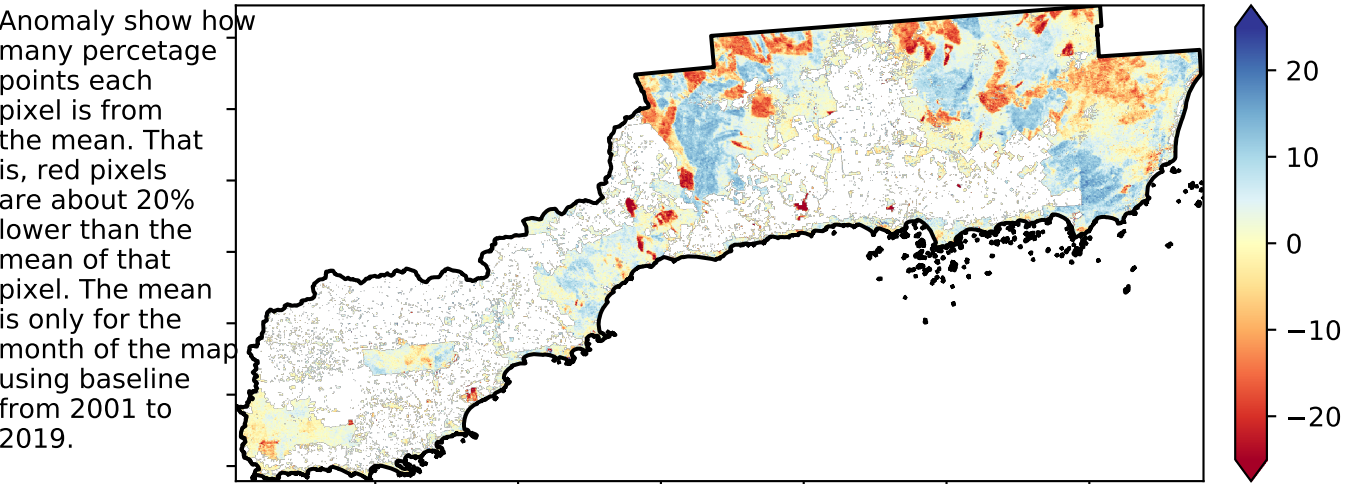 Anomaly show how
many percetage
points each
pixel is from
the mean. That
is, red pixels
are about 20%
lower than the
mean of that
pixel. The mean
is only for the
month of the map
using baseline
from 2001 to
2019.
20
10
0
−10
−20